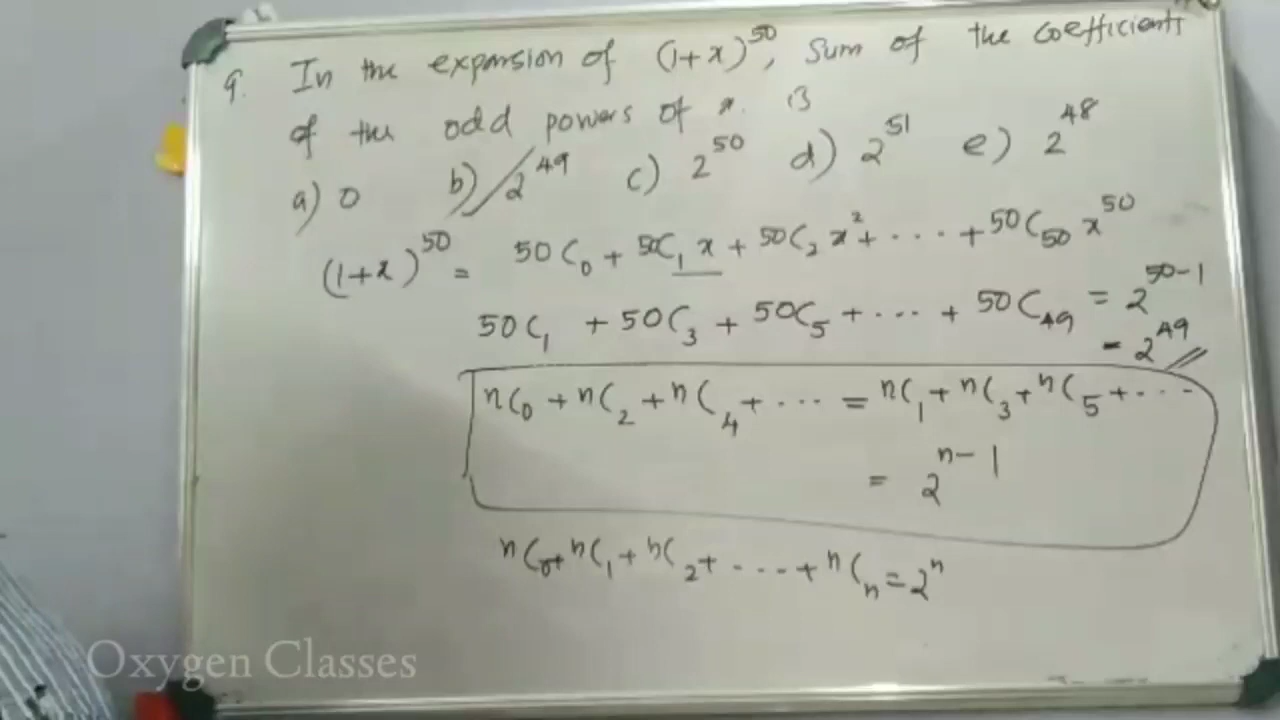 9. In the expansion of (1+x)^50, Sum of the coefficients
of the odd powers of x. is
a) 0 b) 2^49 c) 2^50 d) 2^51 e) 2^48
(1+x)^50 = 50C₀ + 50C₁ x + 50C₂ x² + .... + 50C₅₀ x^50
50C₁ + 50C₃ + 50C₅ + ... + 50C₄₉ = 2^50-1
= 2^49
nC₀ + nC₂ + nC₄ + ... = nC₁ + nC₃ + nC₅ + ...
= 2^n-1
nC₀ + nC₁ + nC₂ + .... + nCₙ = 2^n
Oxygen Classes